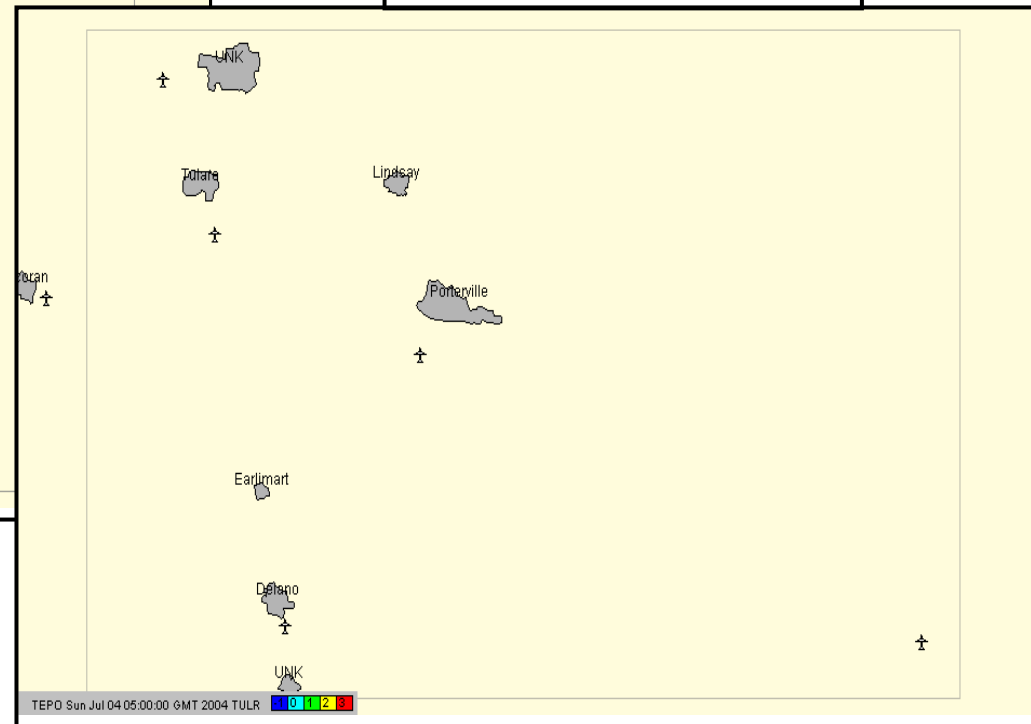 UNK
Tulare
Lindsay
oran
Porterville
Earlimart
Delano
UNK
TEPO Sun Jul 04 05:00:00 GMT 2004 TULR 0 1 2 3